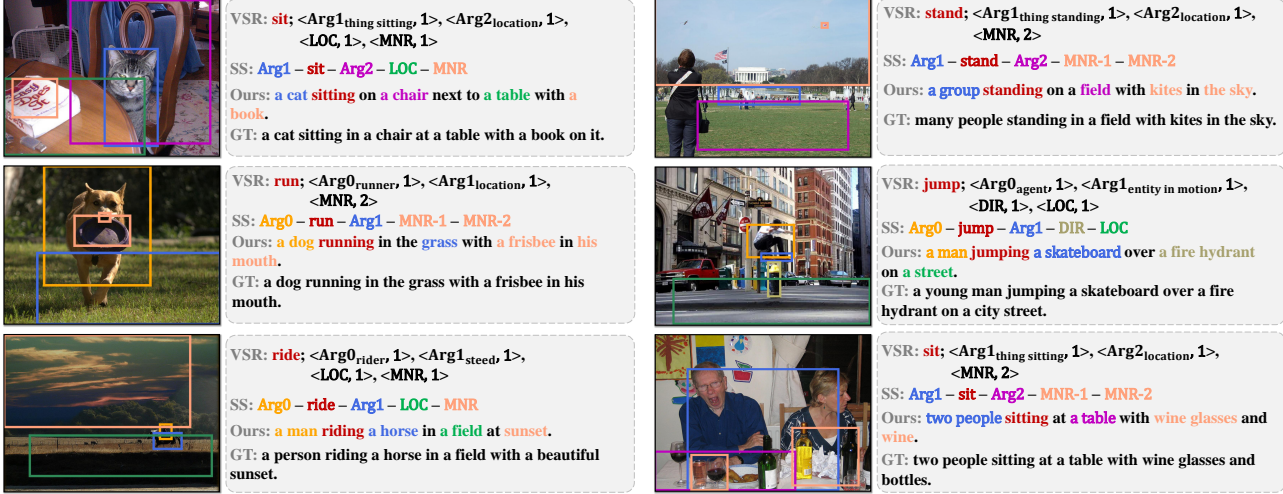 VSR: sit; <Arg1thing sitting, 1>, <Arg2location, 1>,
<LOC, 1>, <MNR, 1>
SS: Arg1 – sit – Arg2 – LOC – MNR
Ours: a cat sitting on a chair next to a table with a
book.
GT: a cat sitting in a chair at a table with a book on it.
VSR: run; <Arg0runner, 1>, <Arg1location, 1>,
<MNR, 2>
SS: Arg0 – run – Arg1 – MNR-1 – MNR-2
Ours: a dog running in the grass with a frisbee in his
mouth.
GT: a dog running in the grass with a frisbee in his
mouth.
VSR: ride; <Arg0rider, 1>, <Arg1steed, 1>,
<LOC, 1>, <MNR, 1>
SS: Arg0 – ride – Arg1 – LOC – MNR
Ours: a man riding a horse in a field at sunset.
GT: a person riding a horse in a field with a beautiful
sunset.
VSR: stand; <Arg1thing standing, 1>, <Arg2location, 1>,
<MNR, 2>
SS: Arg1 – stand – Arg2 – MNR-1 – MNR-2
Ours: a group standing on a field with kites in the sky.
GT: many people standing in a field with kites in the sky.
VSR: jump; <Arg0agent, 1>, <Arg1entity in motion, 1>,
<DIR, 1>, <LOC, 1>
SS: Arg0 – jump – Arg1 – DIR – LOC
Ours: a man jumping a skateboard over a fire hydrant
on a street.
GT: a young man jumping a skateboard over a fire
hydrant on a city street.
VSR: sit; <Arg1thing sitting, 1>, <Arg2location, 1>,
<MNR, 2>
SS: Arg1 – sit – Arg2 – MNR-1 – MNR-2
Ours: two people sitting at a table with wine glasses and
wine.
GT: two people sitting at a table with wine glasses and
bottles.